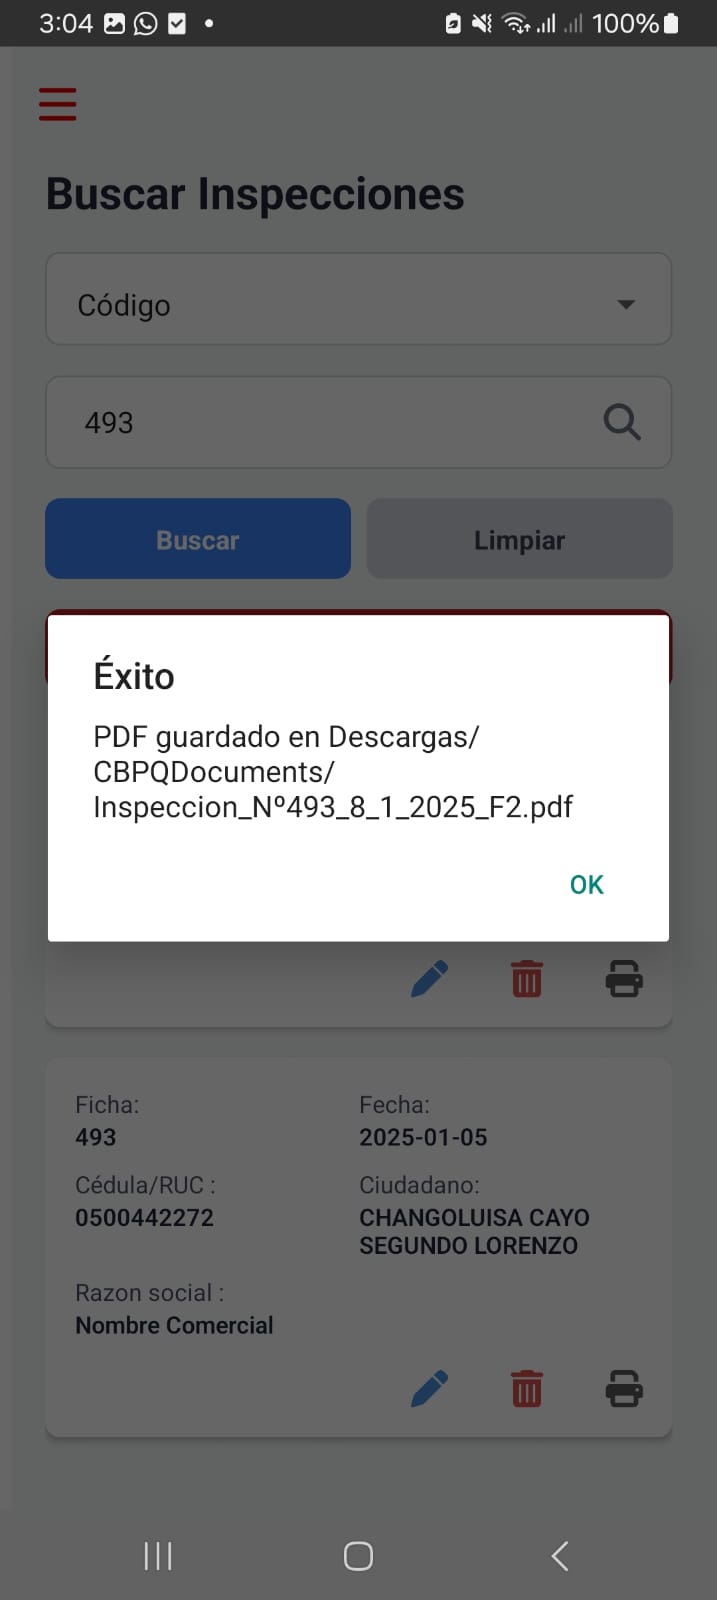 3:04
100%
Buscar Inspecciones
Código
493
Buscar
Limpiar
Éxito
PDF guardado en Descargas/
CBPQDocuments/
Inspeccion_Nº493_8_1_2025_F2.pdf
OK
Ficha:
493
Fecha:
2025-01-05
Cédula/RUC :
0500442272
Ciudadano:
CHANGOLUISA CAYO
SEGUNDO LORENZO
Razon social :
Nombre Comercial